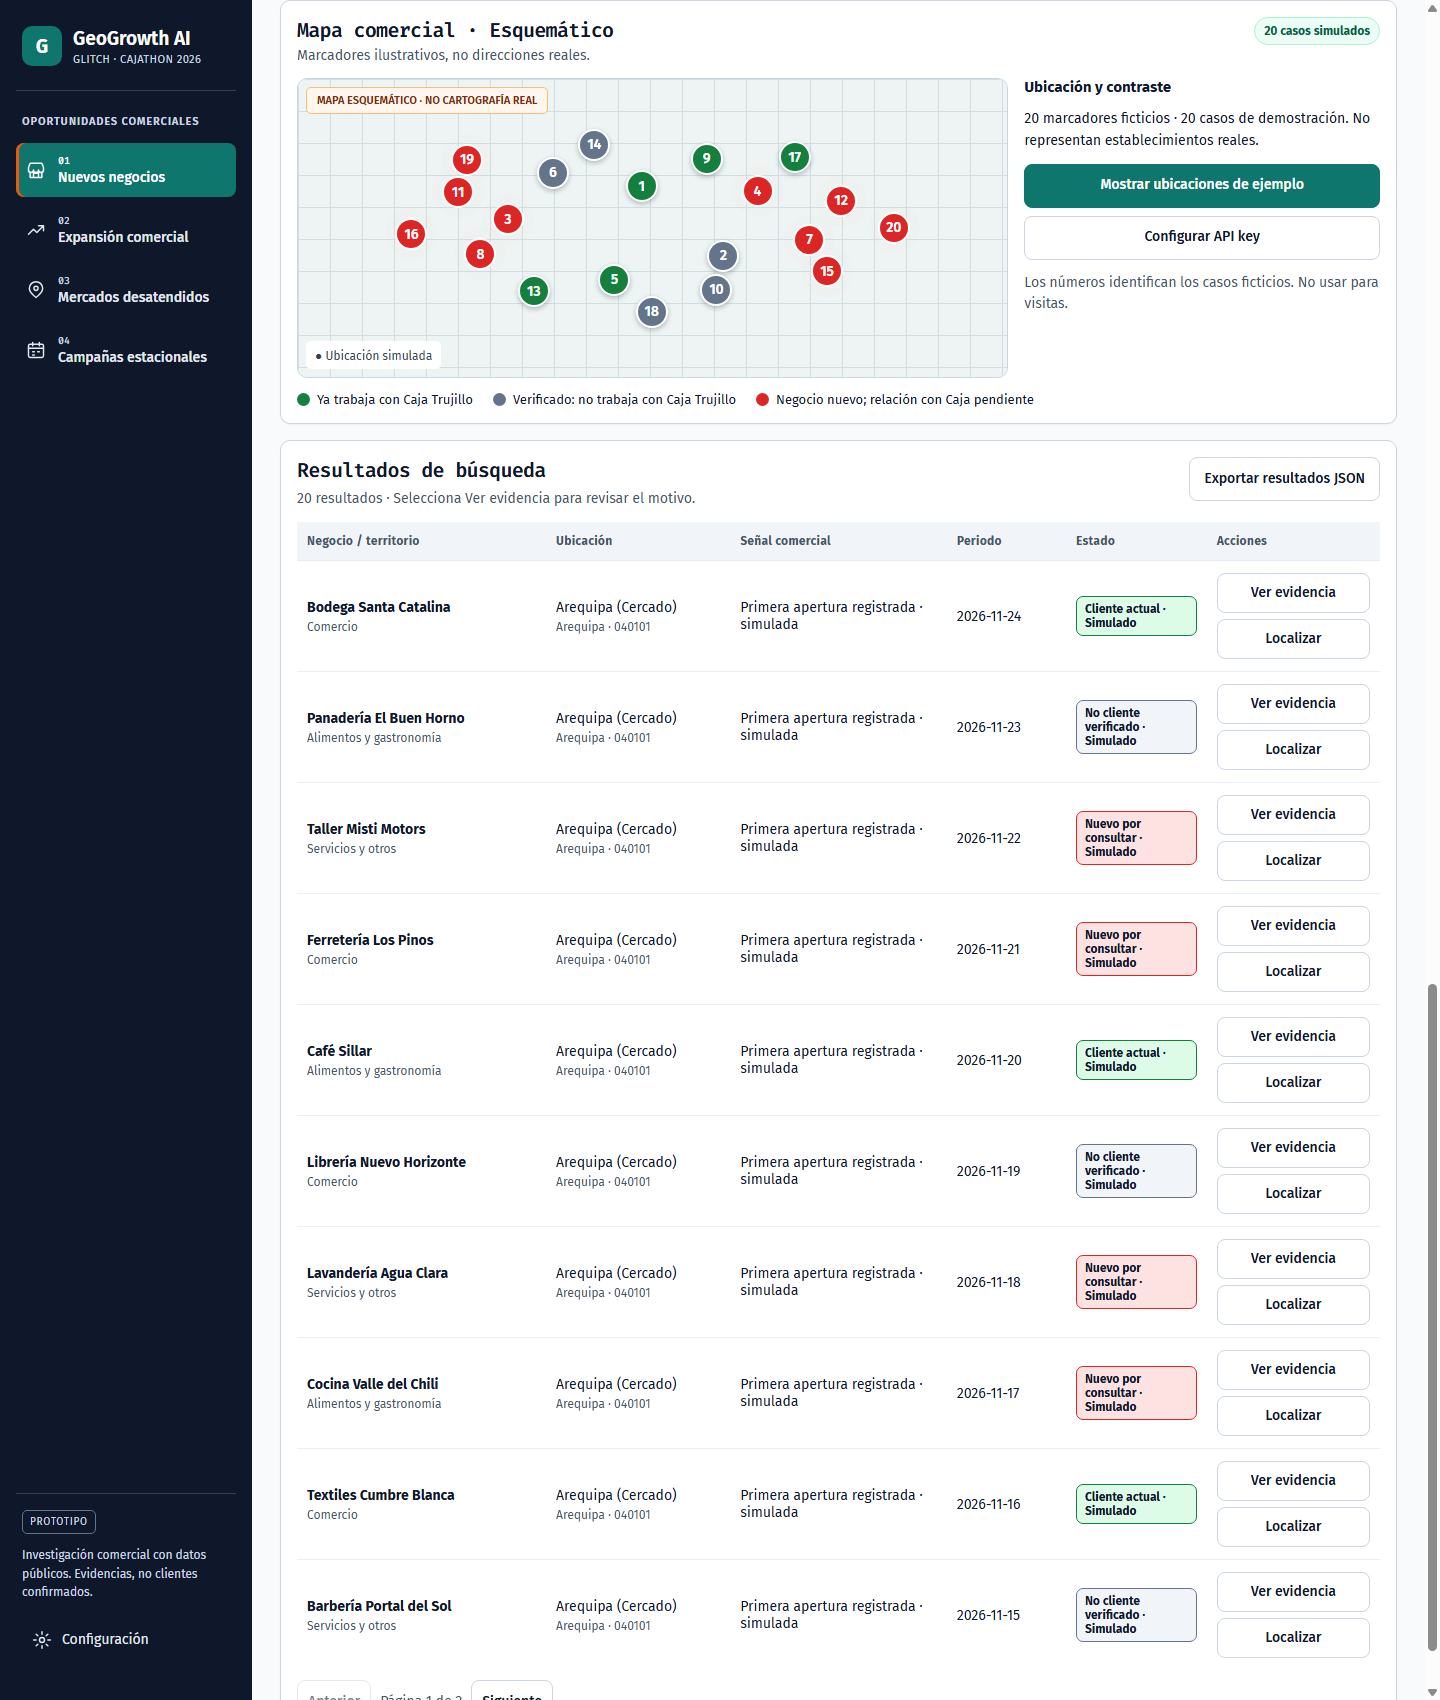 G
GeoGrowth AI
GLITCH · CAJATHON 2026
OPORTUNIDADES COMERCIALES
01
Nuevos negocios
02
Expansión comercial
03
Mercados desatendidos
04
Campañas estacionales
PROTOTIPO
Investigación comercial con datos
públicos. Evidencias, no clientes
confirmados.
Configuración
Mapa comercial · Esquemático
Marcadores ilustrativos, no direcciones reales.
20 casos simulados
MAPA ESQUEMÁTICO · NO CARTOGRAFÍA REAL
14
19
9
17
6
11
1
4
12
3
16
20
7
8
2
15
5
13
10
18
● Ubicación simulada
Ubicación y contraste
20 marcadores ficticios · 20 casos de demostración. No
representan establecimientos reales.
Mostrar ubicaciones de ejemplo
Configurar API key
Los números identifican los casos ficticios. No usar para
visitas.
Ya trabaja con Caja Trujillo
Verificado: no trabaja con Caja Trujillo
Negocio nuevo; relación con Caja pendiente
Resultados de búsqueda
20 resultados · Selecciona Ver evidencia para revisar el motivo.
Exportar resultados JSON
Negocio / territorio
Ubicación
Señal comercial
Periodo
Estado
Acciones
Bodega Santa Catalina
Comercio
Arequipa (Cercado)
Arequipa · 040101
Primera apertura registrada ·
simulada
2026-11-24
Cliente actual ·
Simulado
Ver evidencia
Localizar
Panadería El Buen Horno
Alimentos y gastronomía
Arequipa (Cercado)
Arequipa · 040101
Primera apertura registrada ·
simulada
2026-11-23
No cliente
verificado ·
Simulado
Ver evidencia
Localizar
Taller Misti Motors
Servicios y otros
Arequipa (Cercado)
Arequipa · 040101
Primera apertura registrada ·
simulada
2026-11-22
Nuevo por
consultar ·
Simulado
Ver evidencia
Localizar
Ferretería Los Pinos
Comercio
Arequipa (Cercado)
Arequipa · 040101
Primera apertura registrada ·
simulada
2026-11-21
Nuevo por
consultar ·
Simulado
Ver evidencia
Localizar
Café Sillar
Alimentos y gastronomía
Arequipa (Cercado)
Arequipa · 040101
Primera apertura registrada ·
simulada
2026-11-20
Cliente actual ·
Simulado
Ver evidencia
Localizar
Librería Nuevo Horizonte
Comercio
Arequipa (Cercado)
Arequipa · 040101
Primera apertura registrada ·
simulada
2026-11-19
No cliente
verificado ·
Simulado
Ver evidencia
Localizar
Lavandería Agua Clara
Servicios y otros
Arequipa (Cercado)
Arequipa · 040101
Primera apertura registrada ·
simulada
2026-11-18
Nuevo por
consultar ·
Simulado
Ver evidencia
Localizar
Cocina Valle del Chili
Alimentos y gastronomía
Arequipa (Cercado)
Arequipa · 040101
Primera apertura registrada ·
simulada
2026-11-17
Nuevo por
consultar ·
Simulado
Ver evidencia
Localizar
Textiles Cumbre Blanca
Comercio
Arequipa (Cercado)
Arequipa · 040101
Primera apertura registrada ·
simulada
2026-11-16
Cliente actual ·
Simulado
Ver evidencia
Localizar
Barbería Portal del Sol
Servicios y otros
Arequipa (Cercado)
Arequipa · 040101
Primera apertura registrada ·
simulada
2026-11-15
No cliente
verificado ·
Simulado
Ver evidencia
Localizar
Anterior
Página 1 de 2
Siguiente